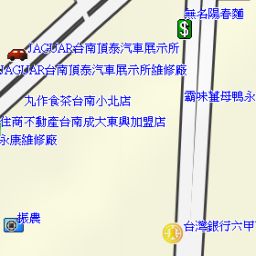 無名陽春麵
JAGUAR台南頂泰汽車展示所
JAGUAR台南頂泰汽車展示所維修廠
霸味薑母鴨永
丸作食茶台南小北店
住商不動產台南成大東興加盟店
永康維修廠
振農
台灣銀行六甲